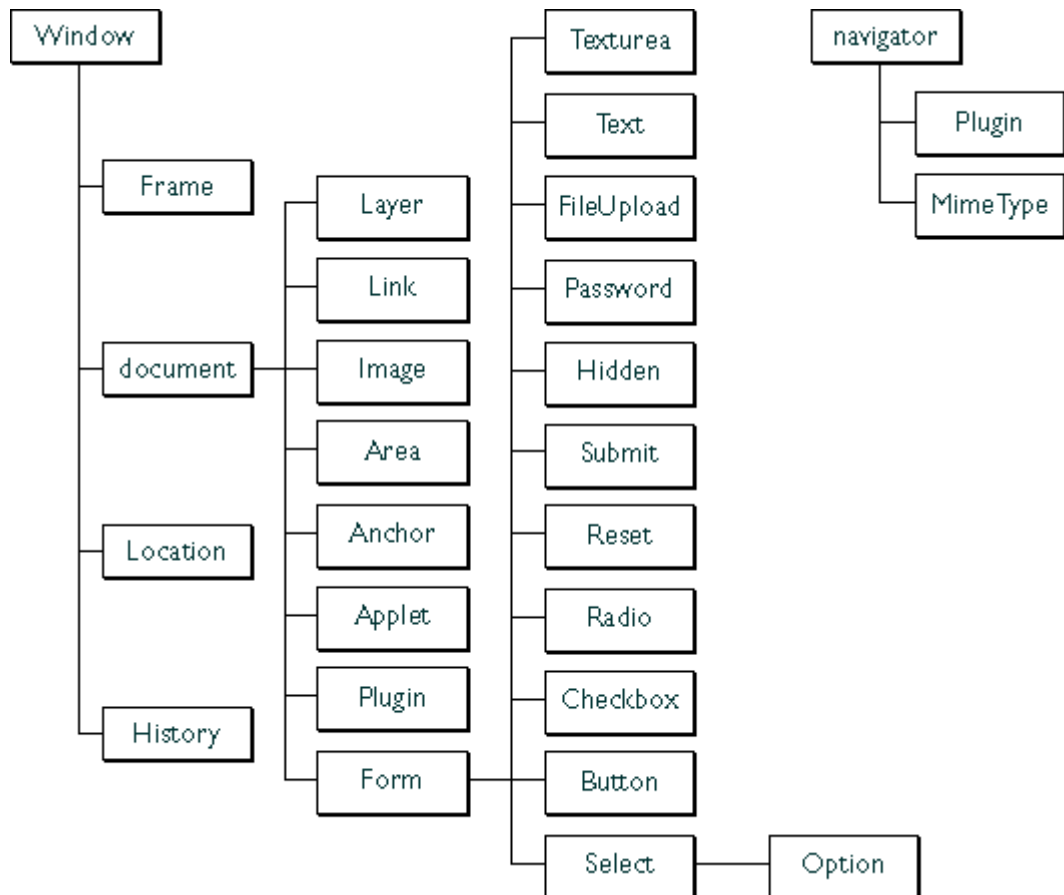 Window
Frame
document
Location
History
Layer
Link
Image
Area
Anchor
Applet
Plugin
Form
Texturea
Text
FileUpload
Password
Hidden
Submit
Reset
Radio
Checkbox
Button
Select
Option
navigator
Plugin
MimeType